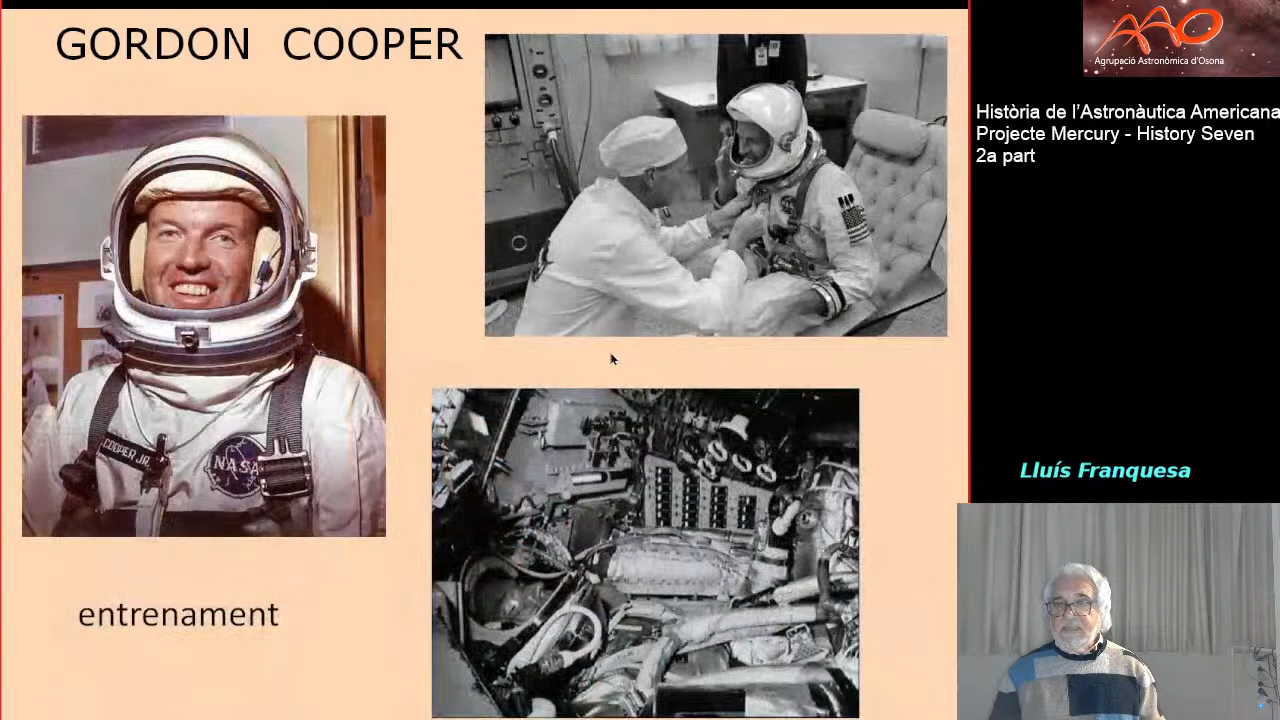 GORDON COOPER
COOPER JR.
NASA
entrenament
AAO
Agrupació Astronòmica d'Osona
Història de l'Astronàutica Americana
Projecte Mercury - History Seven
2a part
Lluís Franquesa